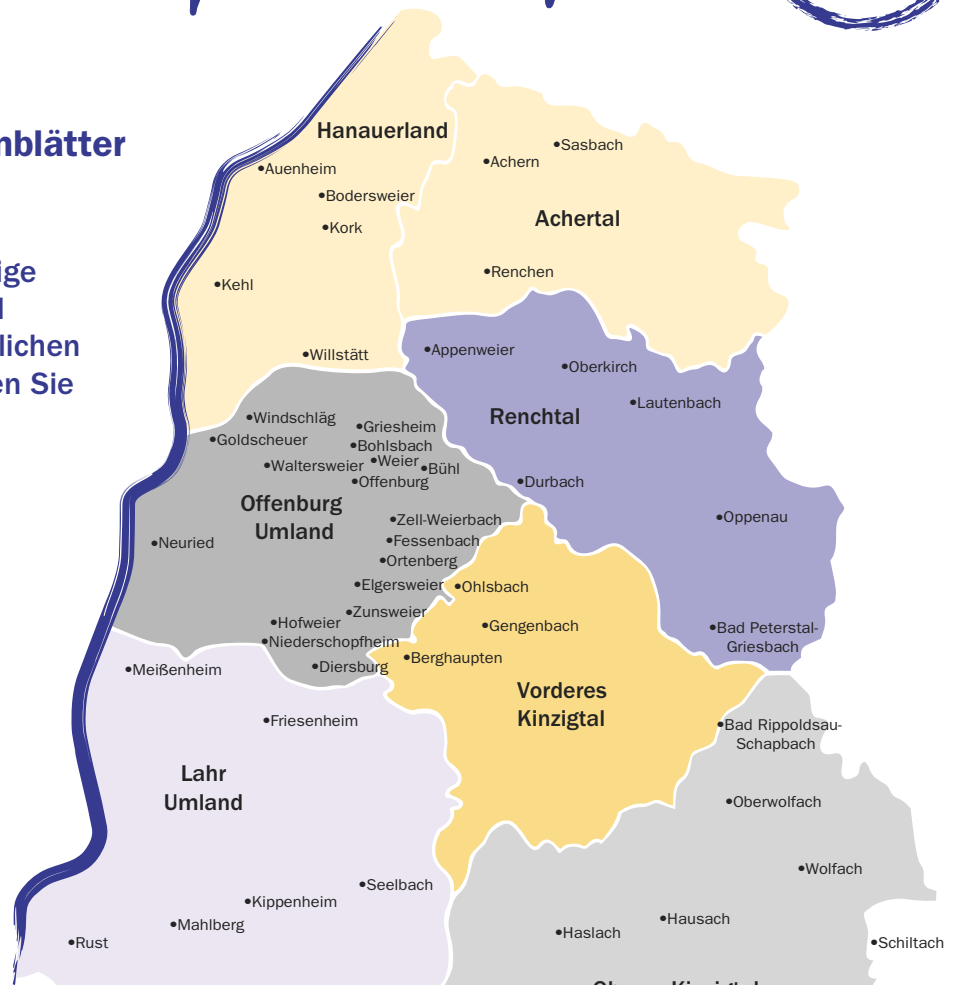 nblätter
ige
lichen
en Sie
Hanauerland
•Auenheim
•Bodersweier
•Kork
•Kehl
•Willstätt
•Sasbach
•Achern
Achertal
•Renchen
•Appenweier
•Oberkirch
•Lautenbach
Renchtal
•Durbach
•Oppenau
•Bad Peterstal-
Griesbach
•Windschläg
•Griesheim
•Goldscheuer
•Bohlsbach
•Weier
•Waltersweier
•Bühl
•Offenburg
Offenburg
Umland
•Zell-Weierbach
•Fessenbach
•Neuried
•Ortenberg
•Elgersweier
•Zunsweier
•Hofweier
•Niederschopfheim
•Diersburg
•Ohlsbach
•Gengenbach
•Berghaupten
Vorderes
Kinzigtal
•Meißenheim
•Friesenheim
Lahr
Umland
•Seelbach
•Kippenheim
•Mahlberg
•Rust
•Bad Rippoldsau-
Schapbach
•Oberwolfach
•Wolfach
•Hausach
•Haslach
•Schiltach